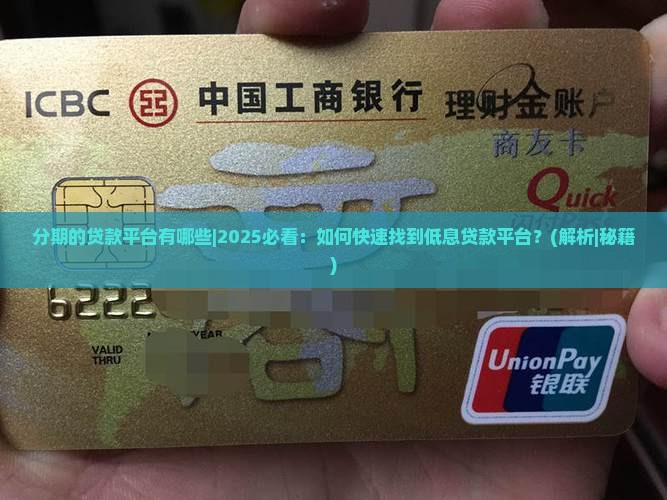 ICBC 中国工商银行 理财金账户
商友卡
Quick
分期的贷款平台有哪些|2025必看：如何快速找到低息贷款平台？(解析|秘籍
)
6222
YEAR
VALID
THRU
UnionPay
银联